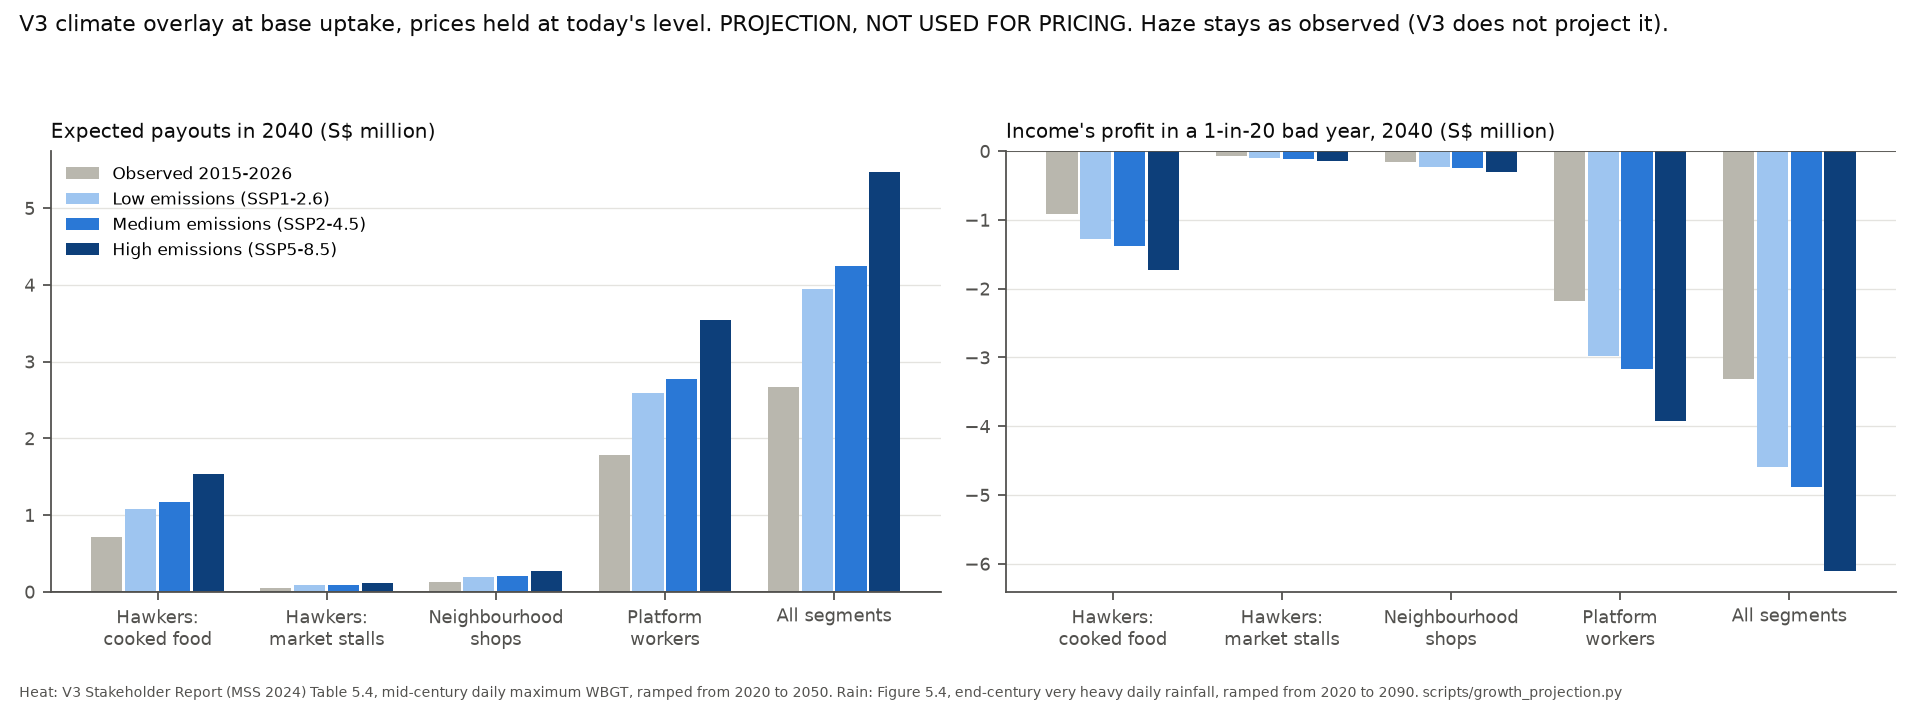 V3 climate overlay at base uptake, prices held at today's level. PROJECTION, NOT USED FOR PRICING. Haze stays as observed (V3 does not project it).
Expected payouts in 2040 (S$ million)
Observed 2015-2026
Low emissions (SSP1-2.6)
Medium emissions (SSP2-4.5)
High emissions (SSP5-8.5)
5
4
3
2
1
0
Hawkers:
cooked food
Hawkers:
market stalls
Neighbourhood
shops
Platform
workers
All segments
Income's profit in a 1-in-20 bad year, 2040 (S$ million)
0
−1
−2
−3
−4
−5
−6
Hawkers:
cooked food
Hawkers:
market stalls
Neighbourhood
shops
Platform
workers
All segments
Heat: V3 Stakeholder Report (MSS 2024) Table 5.4, mid-century daily maximum WBGT, ramped from 2020 to 2050. Rain: Figure 5.4, end-century very heavy daily rainfall, ramped from 2020 to 2090. scripts/growth_projection.py